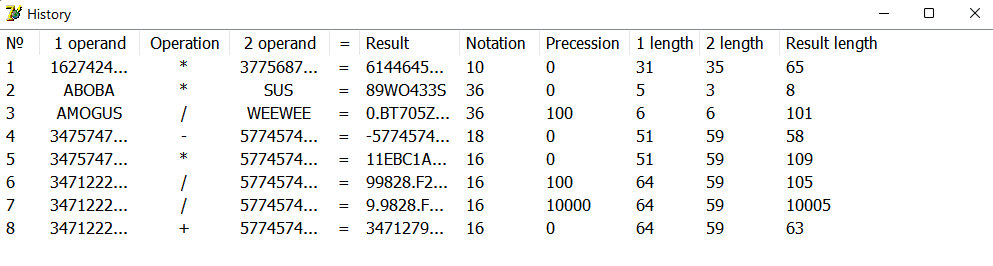 History
№ 1 operand Operation 2 operand = Result Notation Precession 1 length 2 length Result length
1 1627424... * 3775687... = 6144645... 10 0 31 35 65
2 ABOBA * SUS = 89WO433S 36 0 5 3 8
3 AMOGUS / WEEWEE = 0.BT705Z... 36 100 6 6 101
4 3475747... - 5774574... = -5774574... 18 0 51 59 58
5 3475747... * 5774574... = 11EBC1A... 16 0 51 59 109
6 3471222... / 5774574... = 99828.F2... 16 100 64 59 105
7 3471222... / 5774574... = 9.9828.F... 16 10000 64 59 10005
8 3471222... + 5774574... = 3471279... 16 0 64 59 63